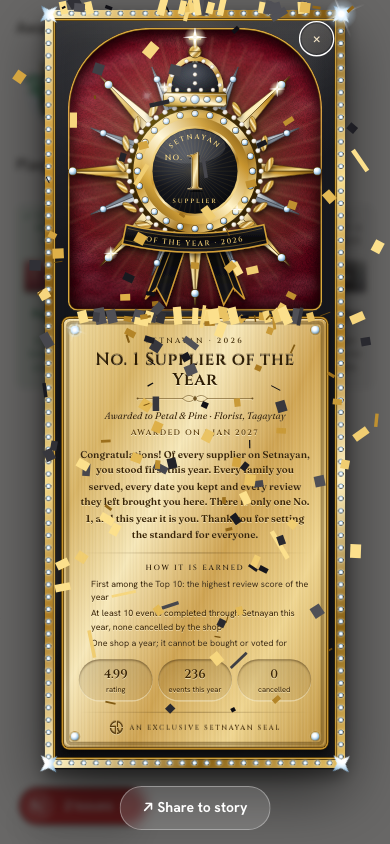 ×
SETNAYAN
NO.
1
SUPPLIER
OF THE YEAR · 2026
SETNAYAN · 2026
No. 1 Supplier of the
Year
Awarded to Petal & Pine · Florist, Tagaytay
AWARDED ON JAN 2027
Congratulations! Of every supplier on Setnayan,
you stood first this year. Every family you
served, every date you kept and every review
they left brought you here. There is only one No.
1, and this year it is you. Thank you for setting
the standard for everyone.
HOW IT IS EARNED
First among the Top 10: the highest review score of the
year
At least 10 events completed through Setnayan this
year, none cancelled by the shop
One shop a year; it cannot be bought or voted for
4.99
rating
236
events this year
0
cancelled
AN EXCLUSIVE SETNAYAN SEAL
↗ Share to story